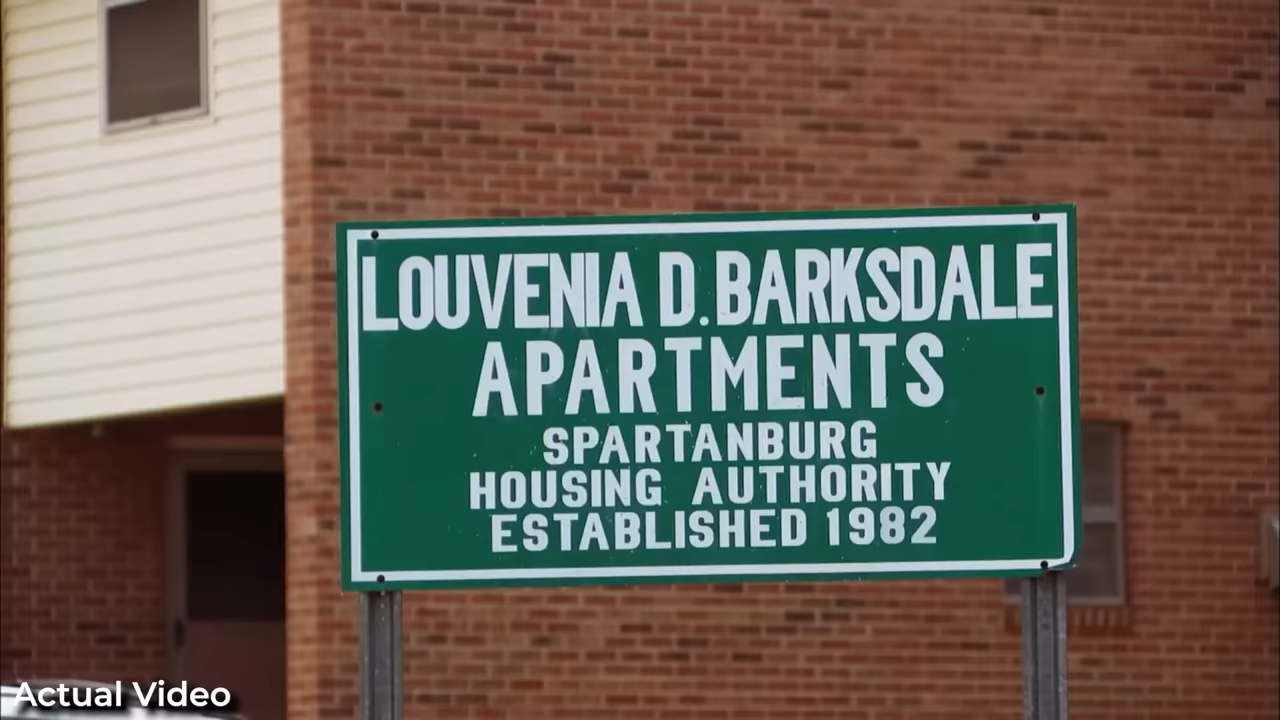 LOUVENIA D. BARKSDALE
APARTMENTS
SPARTANBURG
HOUSING AUTHORITY
ESTABLISHED 1982
Actual Video